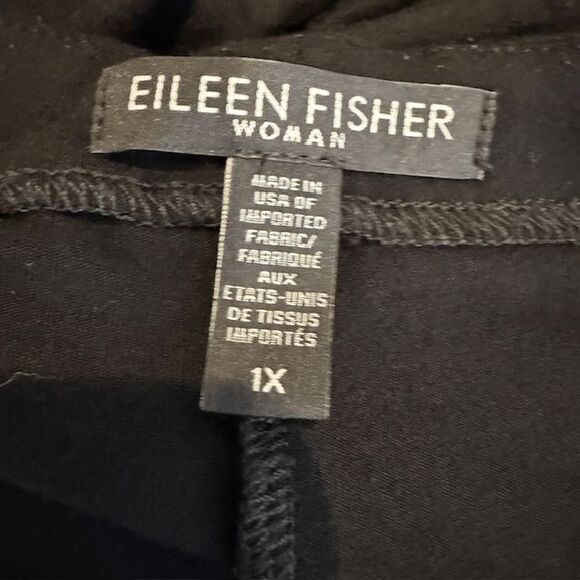 EILEEN FISHER
WOMAN
MADE IN
USA OF
IMPORTED
FABRIC/
FABRIQUÉ
AUX
ETATS-UNIS
DE TISSUS
IMPORTÉS
1X